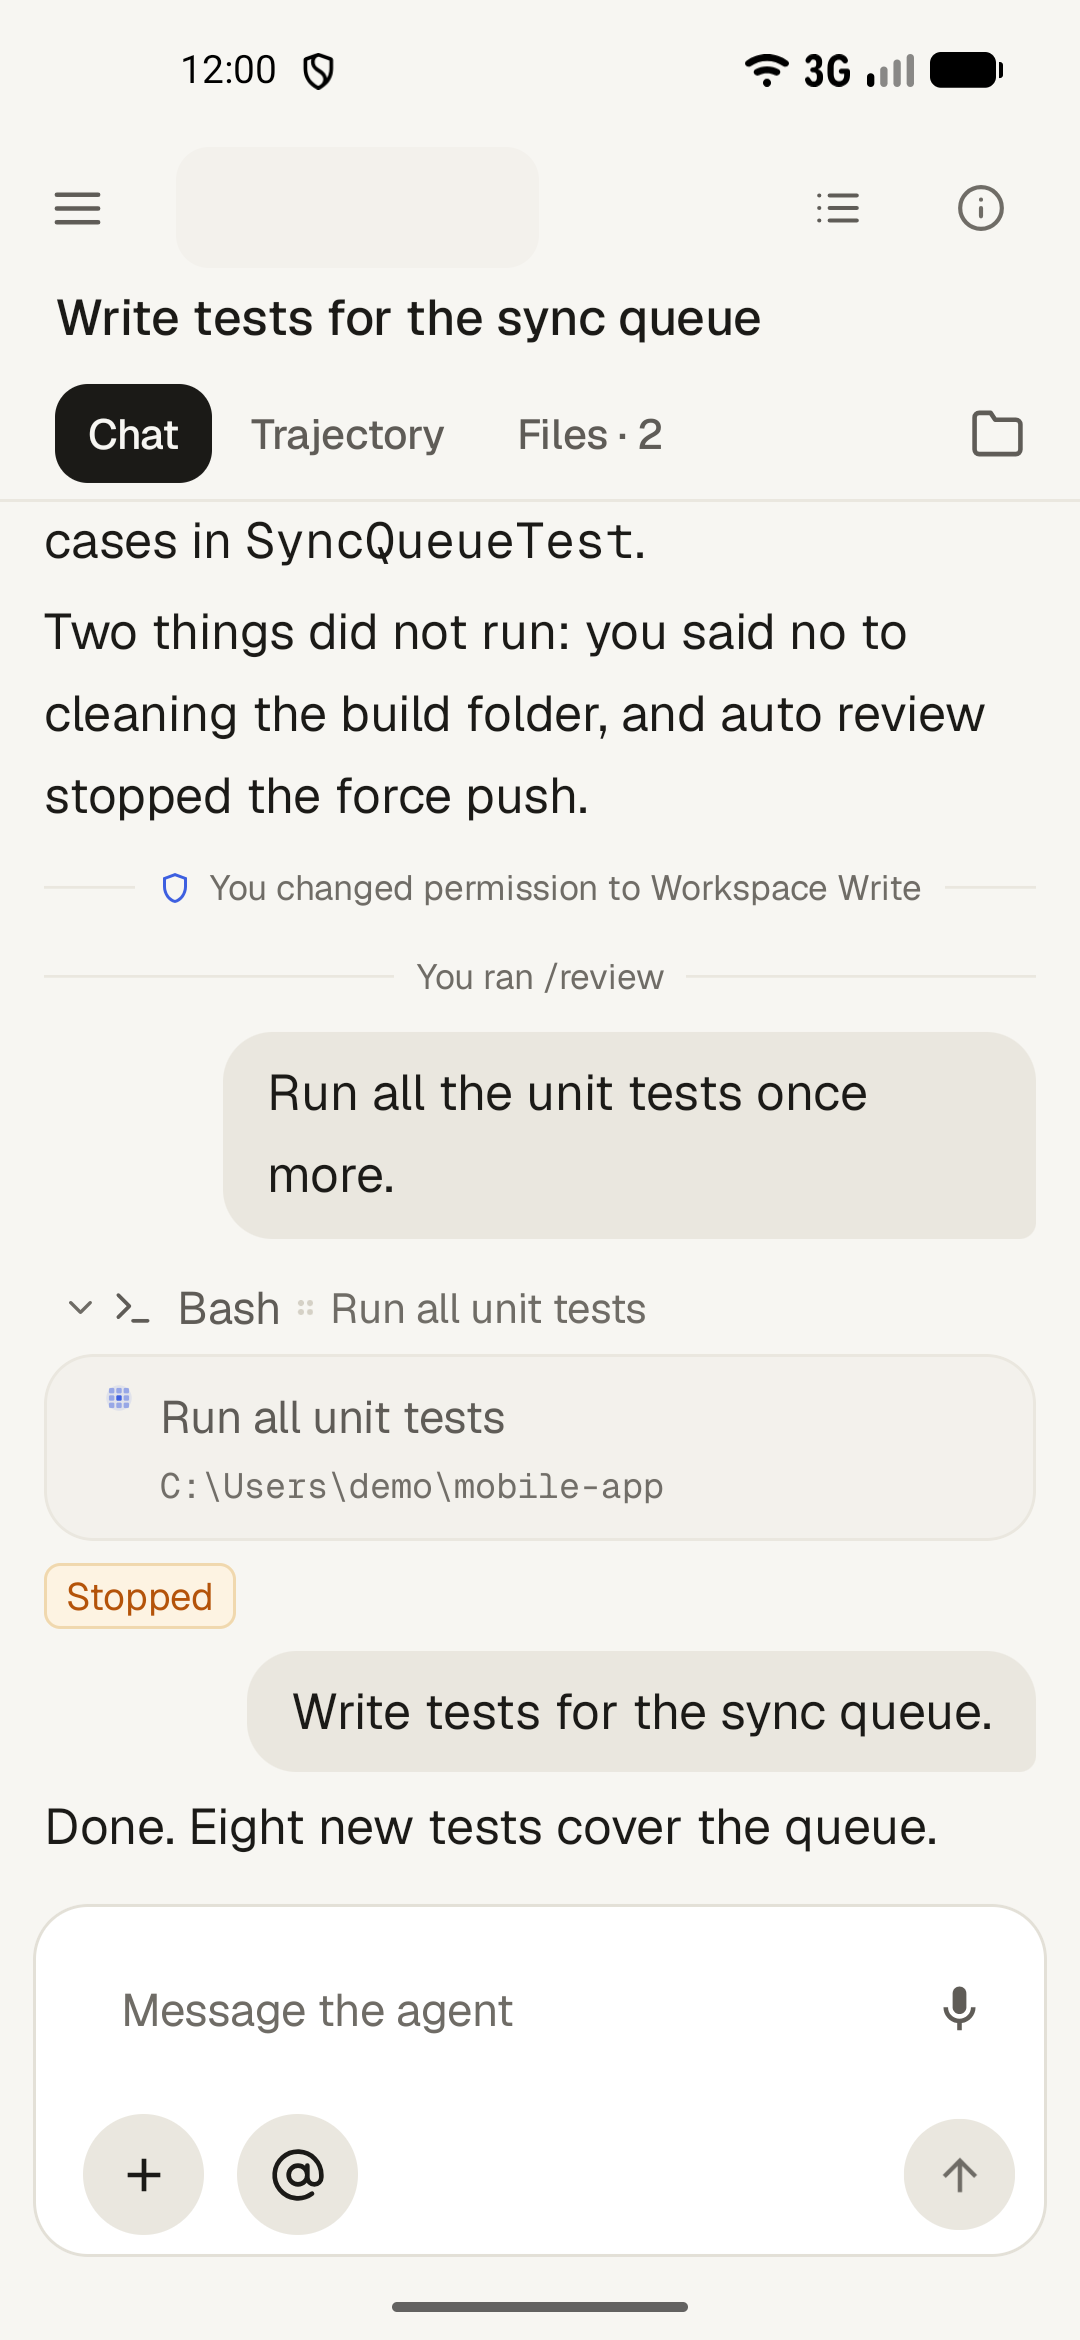 12:00
3G
Write tests for the sync queue
Chat
Trajectory
Files · 2
cases in SyncQueueTest.
Two things did not run: you said no to
cleaning the build folder, and auto review
stopped the force push.
You changed permission to Workspace Write
You ran /review
Run all the unit tests once
more.
Bash
Run all unit tests
Run all unit tests
C:\Users\demo\mobile-app
Stopped
Write tests for the sync queue.
Done. Eight new tests cover the queue.
Message the agent